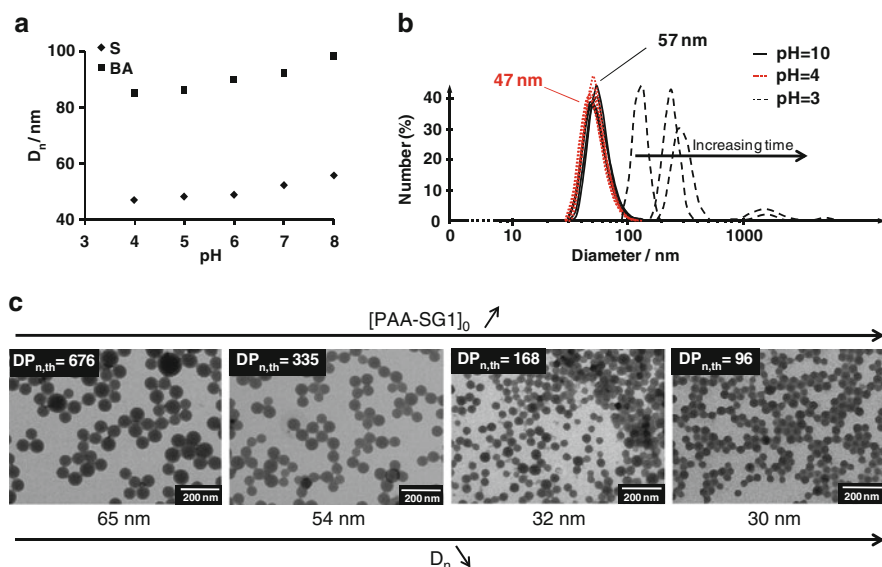 a
S
BA
100
80
60
40
Dn/ nm
3
4
5
6
7
8
pH
b
57 nm
47 nm
pH=10
pH=4
pH=3
Increasing time
40
30
20
10
0
Number (%)
0
10
100
1000
Diameter / nm
c
[PAA-SG1]0
DPn,th= 676
DPn,th= 335
DPn,th= 168
DPn,th= 96
200 nm
200 nm
200 nm
200 nm
65 nm
54 nm
32 nm
30 nm
Dn